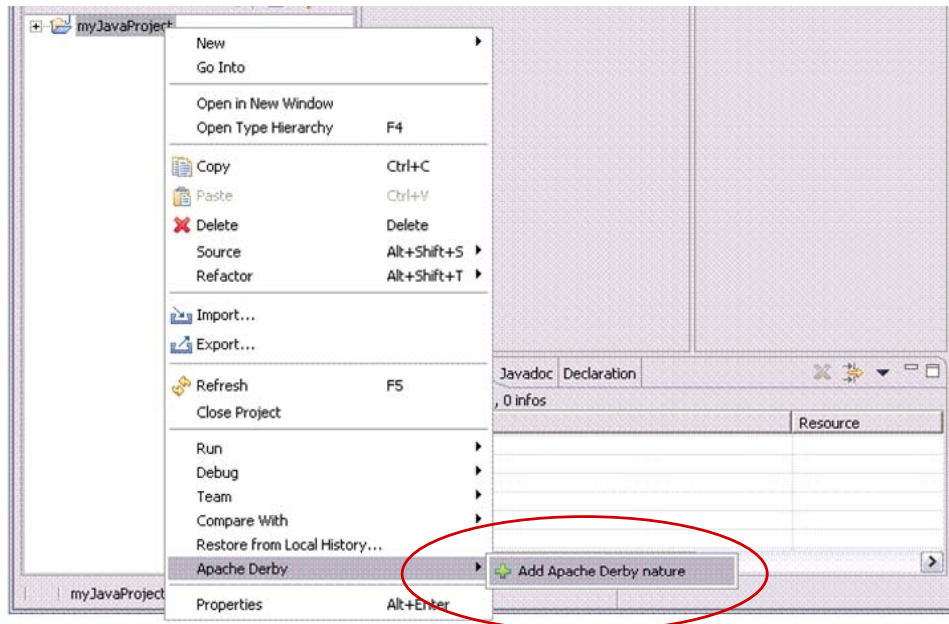 myJavaProject
New
Go Into
Open in New Window
Open Type Hierarchy F4
Copy Ctrl+C
Paste Ctrl+V
Delete Delete
Source Alt+Shift+S
Refactor Alt+Shift+T
Import...
Export...
Refresh F5
Close Project
Run
Debug
Team
Compare With
Restore from Local History...
Apache Derby
Properties Alt+Enter
Add Apache Derby nature
Javadoc Declaration
, 0 infos
Resource
myJavaProject